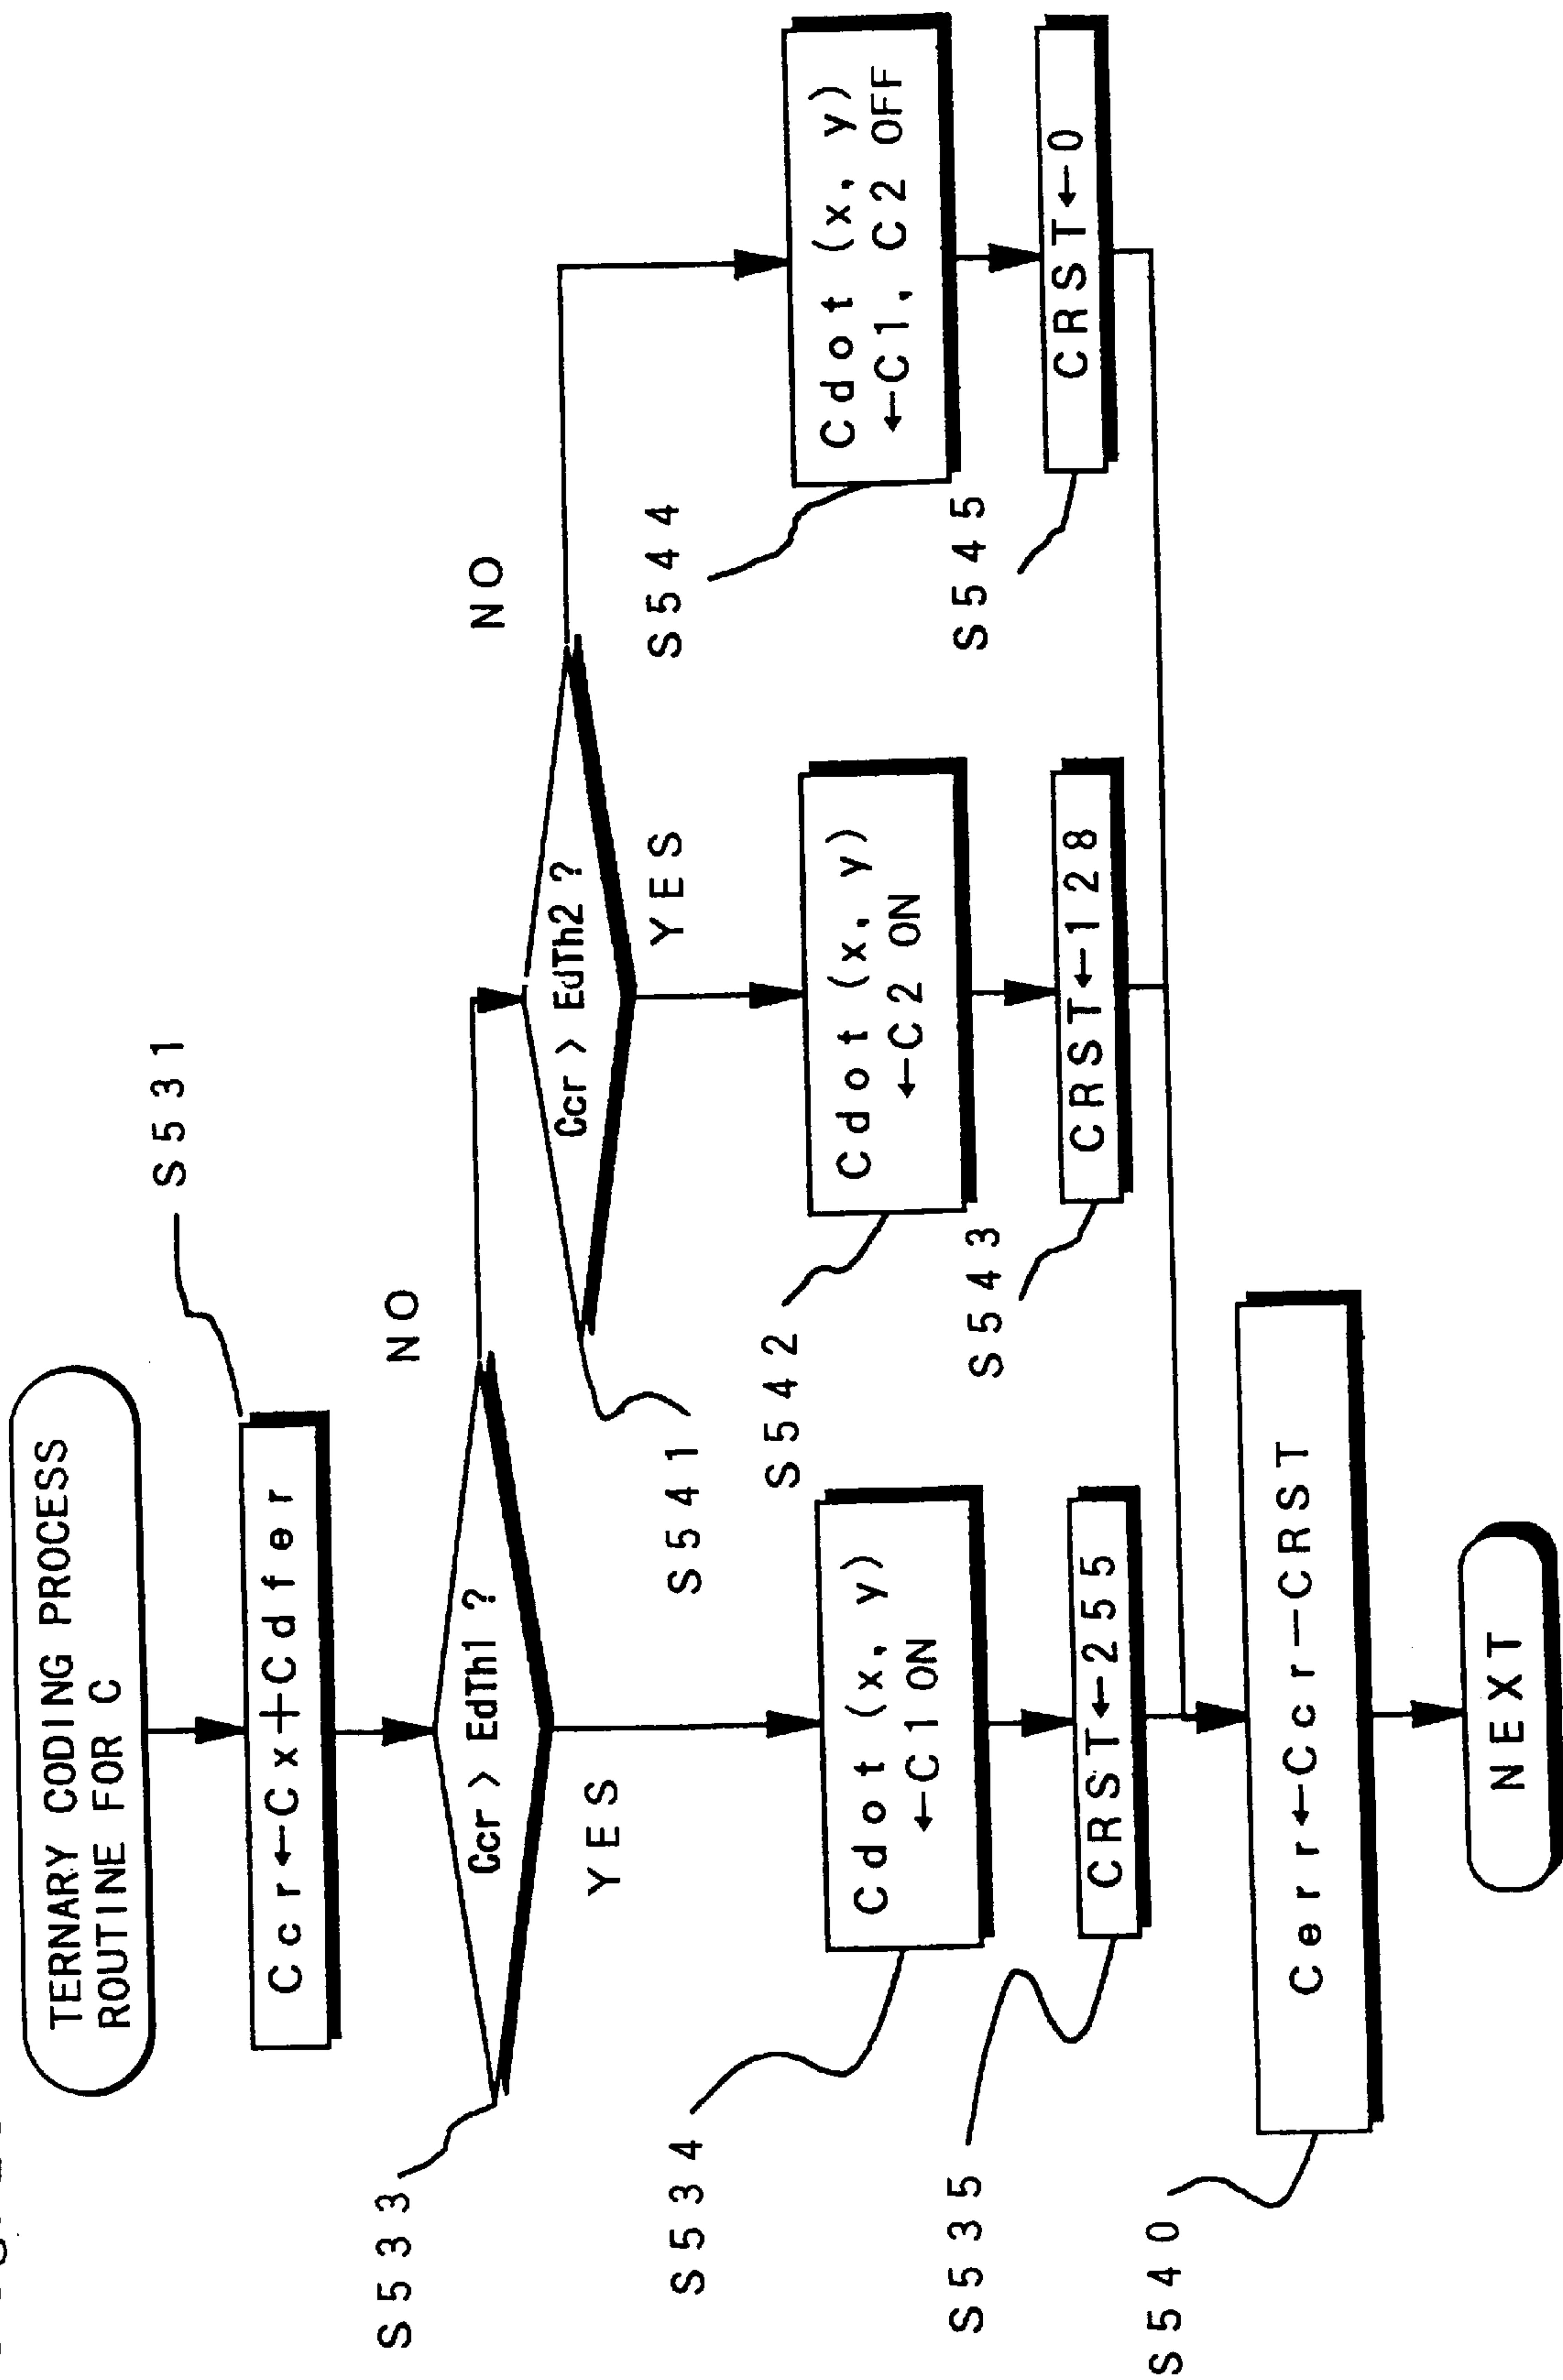 TERNARY CODING PROCESS
ROUTINE FOR C
S531
Ccr←Cx+Cdfer
S533
Ccr > EdTh1 ?
NO
YES
S541
Ccr > EdTh2 ?
NO
YES
S534
Cdot (x, y)
←C1 ON
S542
Cdot (x, y)
←C2 ON
S544
Cdot (x, y)
←C1, C2 OFF
S535
CRST←255
S543
CRST←128
S545
CRST←0
S540
Cerr←Ccr−CRST
NEXT